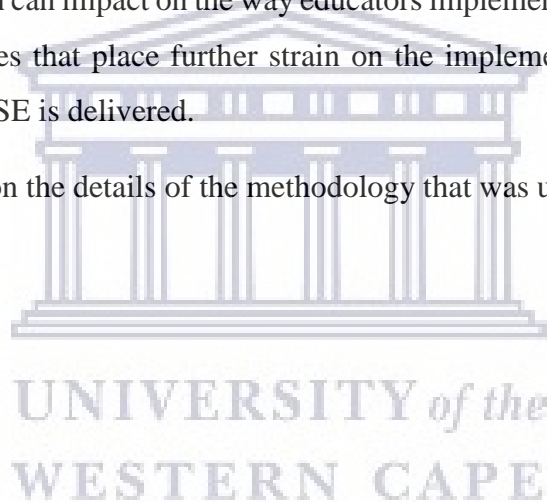 can impact on the way educators implemen
es that place further strain on the impleme
SE is delivered.
on the details of the methodology that was u
UNIVERSITY of the
WESTERN CAPE